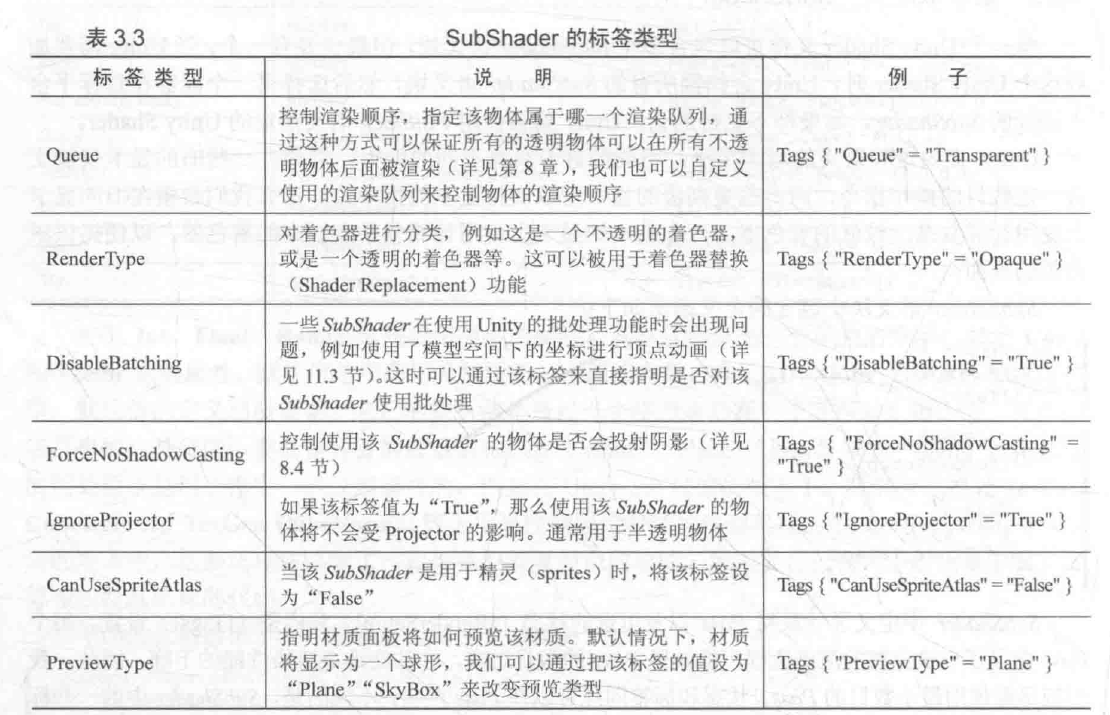 表 3.3 SubShader 的标签类型
标 签 类 型 说 明 例 子
Queue
控制渲染顺序，指定该物体属于哪一个渲染队列，通
过这种方式可以保证所有的透明物体可以在所有不透
明物体后面被渲染（详见第 8 章），我们也可以自定义
使用的渲染队列来控制物体的渲染顺序
Tags { "Queue" = "Transparent" }
RenderType
对着色器进行分类，例如这是一个不透明的着色器，
或是一个透明的着色器等。这可以被用于着色器替换
（Shader Replacement）功能
Tags { "RenderType" = "Opaque" }
DisableBatching
一些 SubShader 在使用 Unity 的批处理功能时会出现问
题，例如使用了模型空间下的坐标进行顶点动画（详
见 11.3 节）。这时可以通过该标签来直接指明是否对该
SubShader 使用批处理
Tags { "DisableBatching" = "True" }
ForceNoShadowCasting
控制使用该 SubShader 的物体是否会投射阴影（详见
8.4 节）
Tags { "ForceNoShadowCasting" =
"True" }
IgnoreProjector
如果该标签值为“True”，那么使用该 SubShader 的物
体将不会受 Projector 的影响。通常用于半透明物体
Tags { "IgnoreProjector" = "True" }
CanUseSpriteAtlas
当该 SubShader 是用于精灵（sprites）时，将该标签设
为“False”
Tags { "CanUseSpriteAtlas" = "False" }
PreviewType
指明材质面板将如何预览该材质。默认情况下，材质
将显示为一个球形，我们可以通过把该标签的值设为
“Plane”“SkyBox”来改变预览类型
Tags { "PreviewType" = "Plane" }